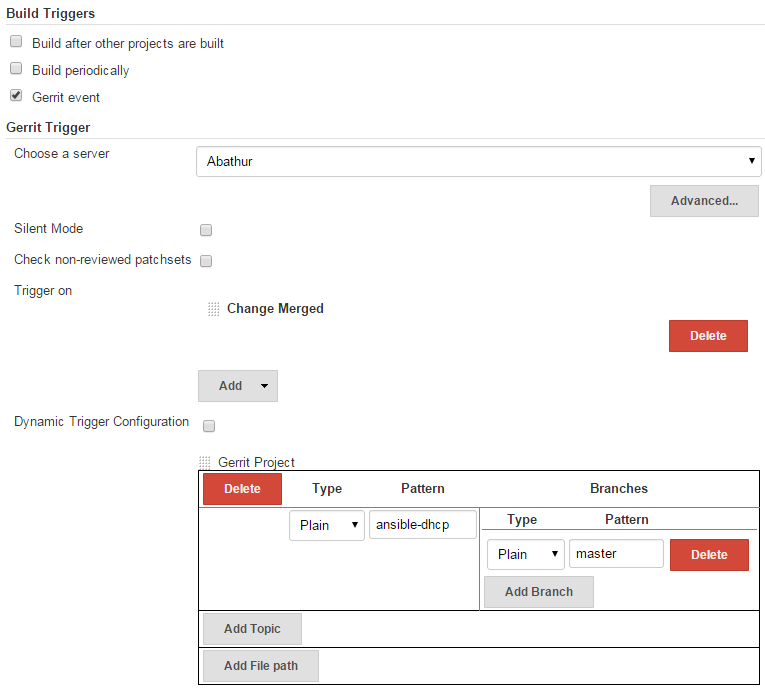 Build Triggers
Build after other projects are built
Build periodically
Gerrit event
Gerrit Trigger
Choose a server
Abathur
Advanced...
Silent Mode
Check non-reviewed patchsets
Trigger on
Change Merged
Delete
Add
Dynamic Trigger Configuration
Gerrit Project
Delete Type Pattern Branches
Plain ansible-dhcp
Type Pattern
Plain master Delete
Add Branch
Add Topic
Add File path